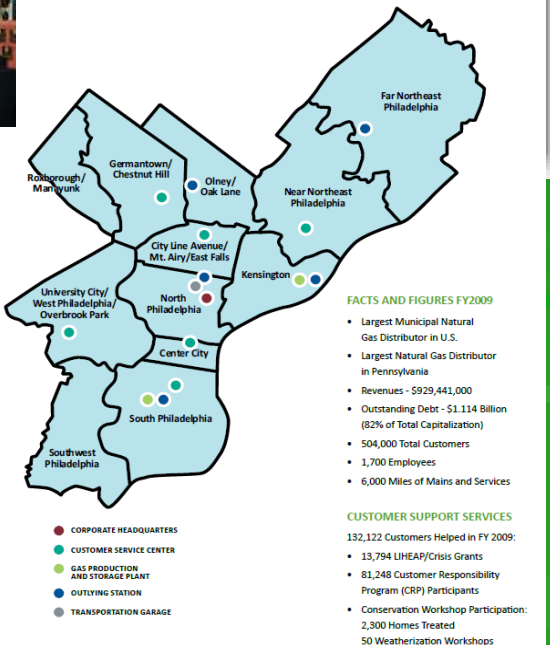 Far Northeast
Philadelphia
Germantown/
Chestnut Hill
Roxborough/
Manayunk
Olney/
Oak Lane
Near Northeast
Philadelphia
City Line Avenue/
Mt. Airy/East Falls
Kensington
University City/
West Philadelphia/
Overbrook Park
North
Philadelphia
Center City
South Philadelphia
Southwest
Philadelphia
CORPORATE HEADQUARTERS
CUSTOMER SERVICE CENTER
GAS PRODUCTION
AND STORAGE PLANT
OUTLYING STATION
TRANSPORTATION GARAGE
FACTS AND FIGURES FY2009
• Largest Municipal Natural
Gas Distributor in U.S.
• Largest Natural Gas Distributor
in Pennsylvania
• Revenues - $929,441,000
• Outstanding Debt - $1.114 Billion
(82% of Total Capitalization)
• 504,000 Total Customers
• 1,700 Employees
• 6,000 Miles of Mains and Services
CUSTOMER SUPPORT SERVICES
132,122 Customers Helped in FY 2009:
• 13,794 LIHEAP/Crisis Grants
• 81,248 Customer Responsibility
Program (CRP) Participants
• Conservation Workshop Participation:
2,300 Homes Treated
50 Weatherization Workshops